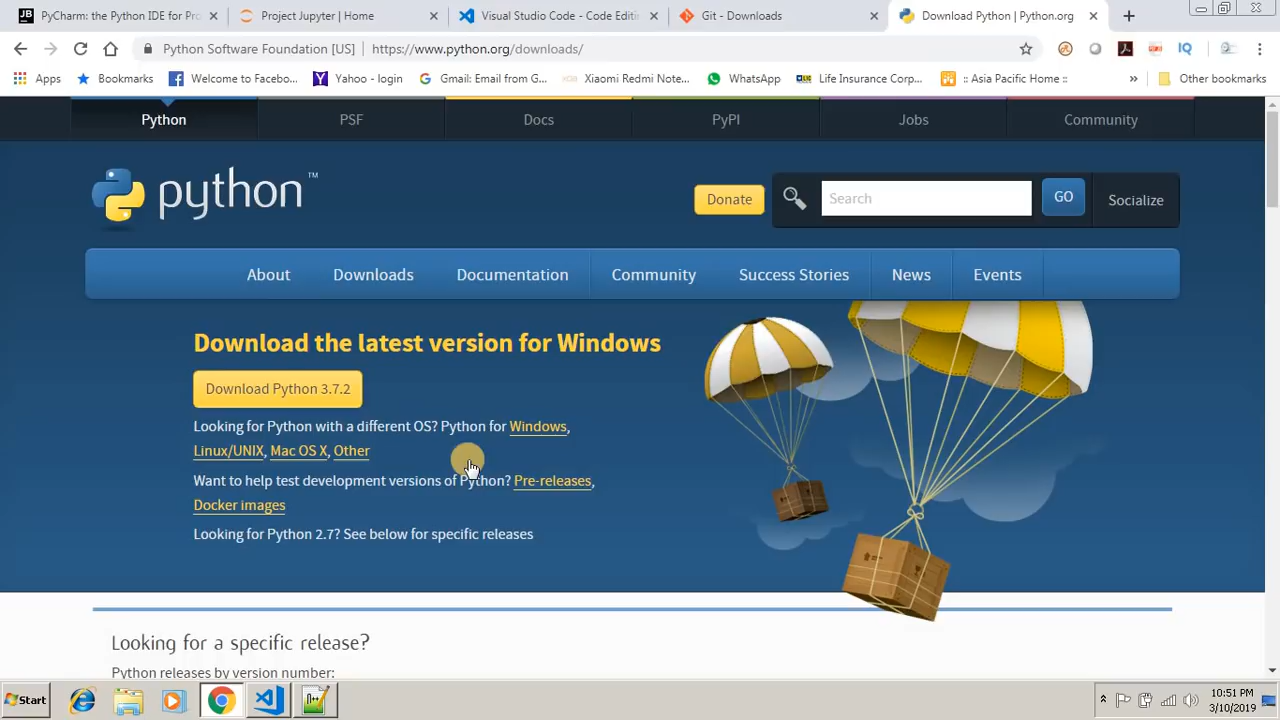 PyCharm: the Python IDE for Pro
Project Jupyter | Home
Visual Studio Code - Code Editi
Git - Downloads
Download Python | Python.org
Python Software Foundation [US] | https://www.python.org/downloads/
Apps
Bookmarks
Welcome to Facebo...
Yahoo - login
Gmail: Email from G...
Xiaomi Redmi Note...
WhatsApp
Life Insurance Corp...
:: Asia Pacific Home ::
»
Other bookmarks
Python
PSF
Docs
PyPI
Jobs
Community
python™
Donate
Search
GO
Socialize
About
Downloads
Documentation
Community
Success Stories
News
Events
Download the latest version for Windows
Download Python 3.7.2
Looking for Python with a different OS? Python for Windows,
Linux/UNIX, Mac OS X, Other
Want to help test development versions of Python? Pre-releases,
Docker images
Looking for Python 2.7? See below for specific releases
Looking for a specific release?
Python releases by version number:
Start
10:51 PM
3/10/2019